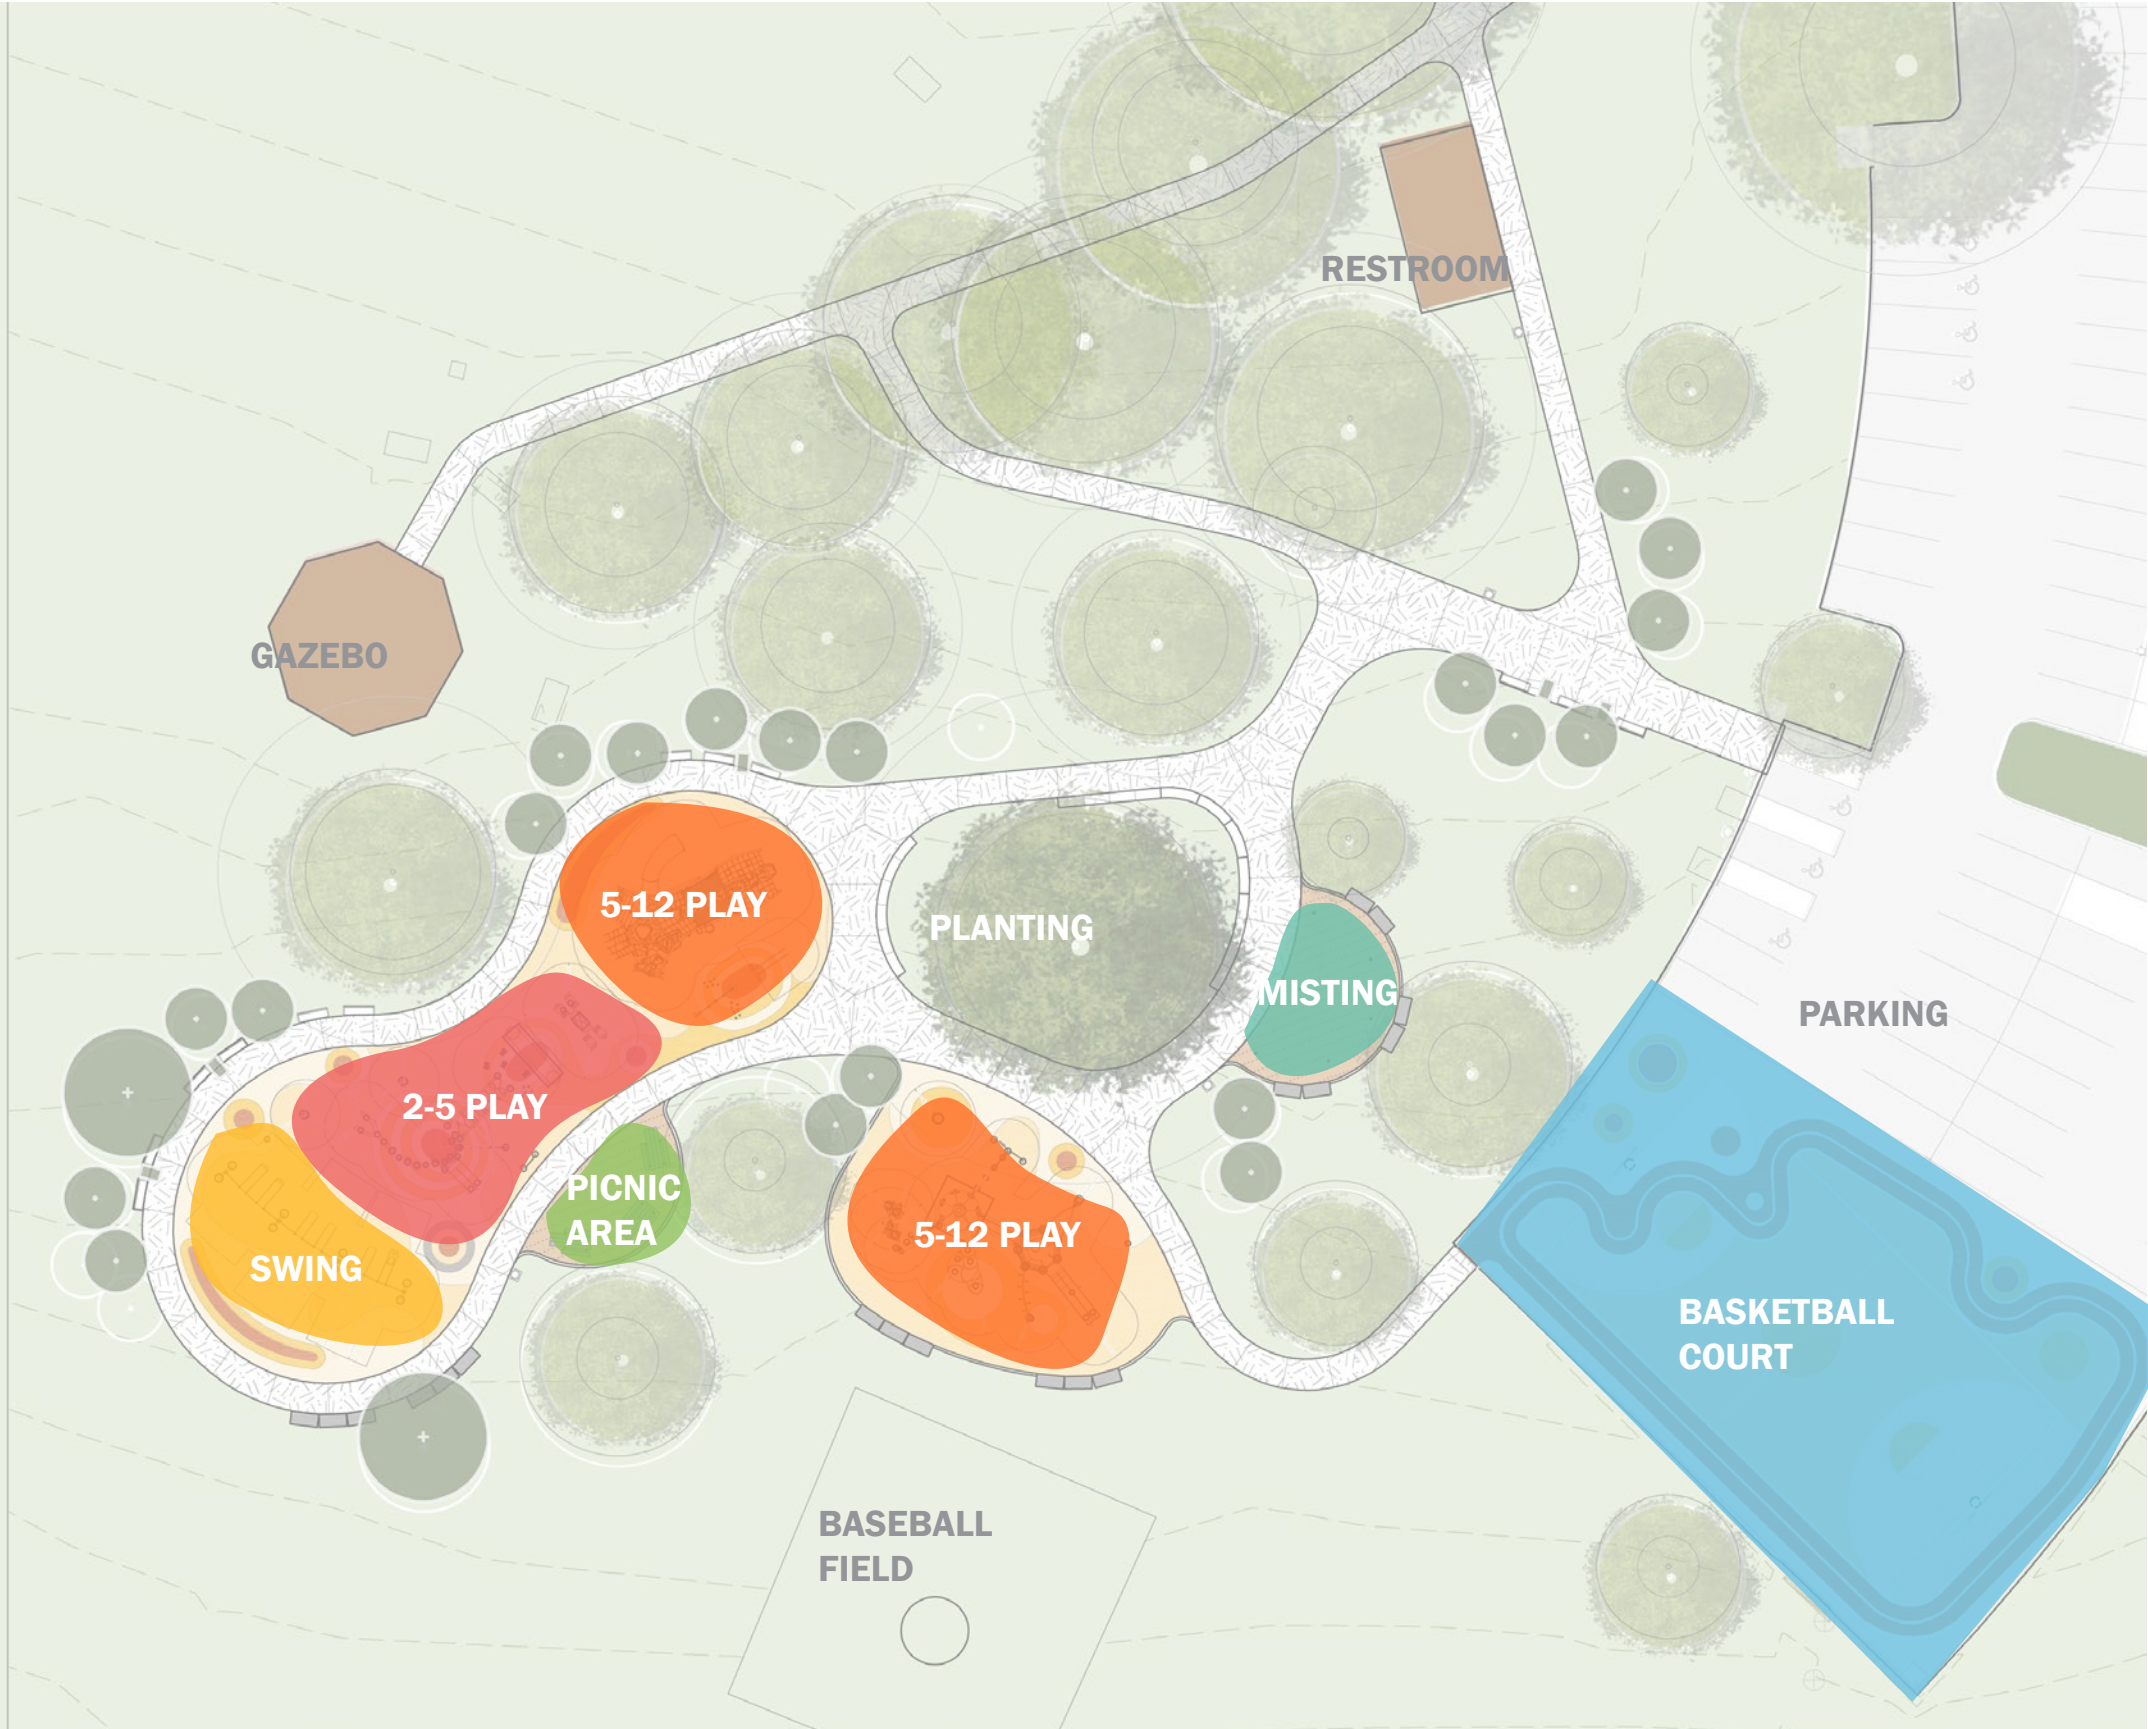 RESTROOM
GAZEBO
5-12 PLAY
PLANTING
MISTING
PARKING
2-5 PLAY
PICNIC
AREA
5-12 PLAY
SWING
BASKETBALL
COURT
BASEBALL
FIELD